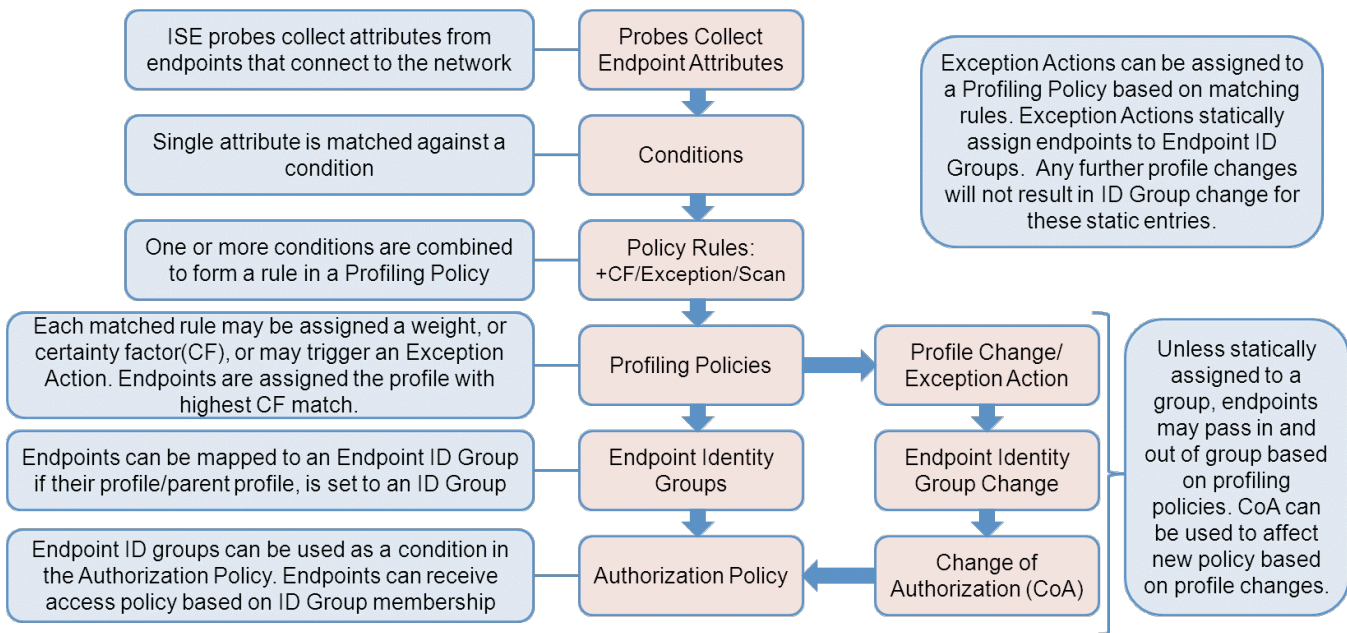 ISE probes collect attributes from
endpoints that connect to the network
Probes Collect
Endpoint Attributes
Exception Actions can be assigned to
a Profiling Policy based on matching
rules. Exception Actions statically
assign endpoints to Endpoint ID
Groups.  Any further profile changes
will not result in ID Group change for
these static entries.
Single attribute is matched against a
condition
Conditions
One or more conditions are combined
to form a rule in a Profiling Policy
Policy Rules:
+CF/Exception/Scan
Each matched rule may be assigned a weight, or
certainty factor(CF), or may trigger an Exception
Action. Endpoints are assigned the profile with
highest CF match.
Profiling Policies
Profile Change/
Exception Action
Unless statically
assigned to a
group, endpoints
may pass in and
out of group based
on profiling
policies. CoA can
be used to affect
new policy based
on profile changes.
Endpoints can be mapped to an Endpoint ID Group
if their profile/parent profile, is set to an ID Group
Endpoint Identity
Groups
Endpoint Identity
Group Change
Endpoint ID groups can be used as a condition in
the Authorization Policy. Endpoints can receive
access policy based on ID Group membership
Authorization Policy
Change of
Authorization (CoA)